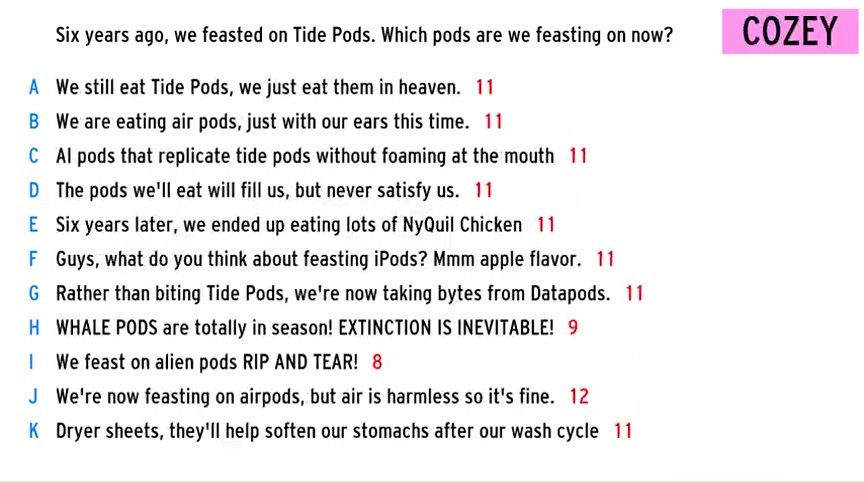 Six years ago, we feasted on Tide Pods. Which pods are we feasting on now?
COZEY
A We still eat Tide Pods, we just eat them in heaven. 11
B We are eating air pods, just with our ears this time. 11
C AI pods that replicate tide pods without foaming at the mouth 11
D The pods we'll eat will fill us, but never satisfy us. 11
E Six years later, we ended up eating lots of NyQuil Chicken 11
F Guys, what do you think about feasting iPods? Mmm apple flavor. 11
G Rather than biting Tide Pods, we're now taking bytes from Datapods. 11
H WHALE PODS are totally in season! EXTINCTION IS INEVITABLE! 9
I We feast on alien pods RIP AND TEAR! 8
J We're now feasting on airpods, but air is harmless so it's fine. 12
K Dryer sheets, they'll help soften our stomachs after our wash cycle 11